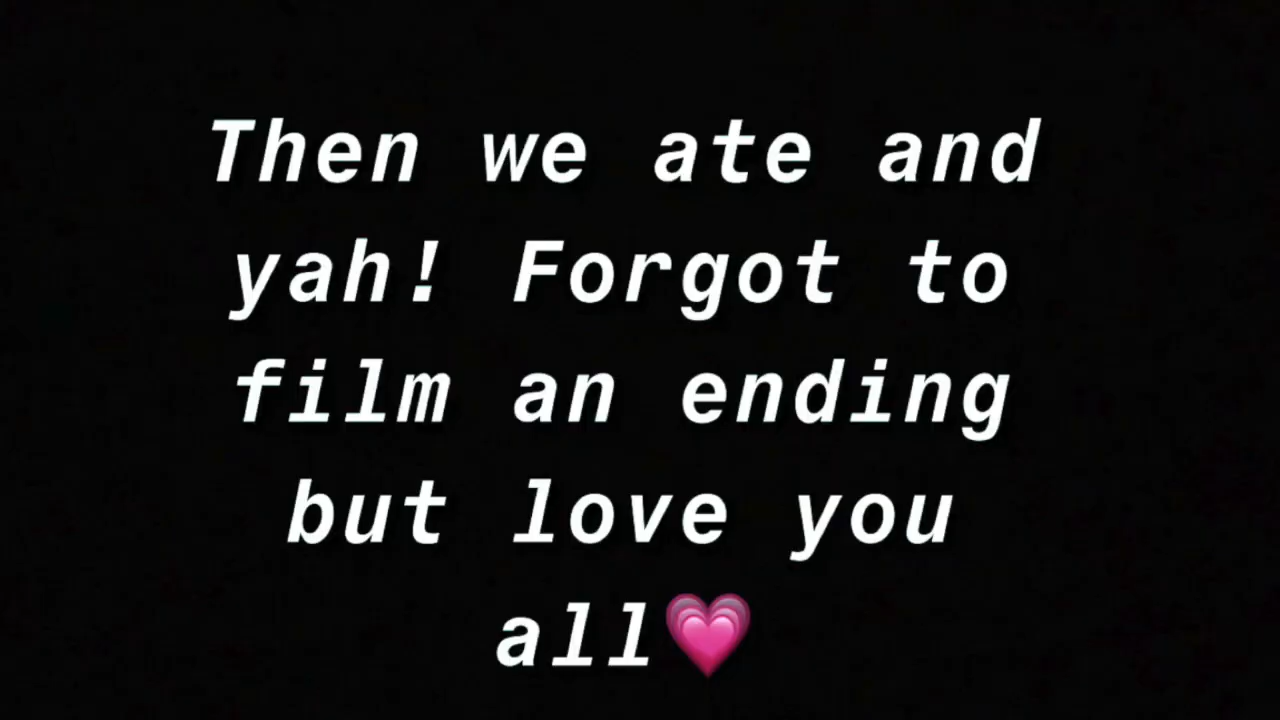 Then we ate and
yah! Forgot to
film an ending
but love you
all💗